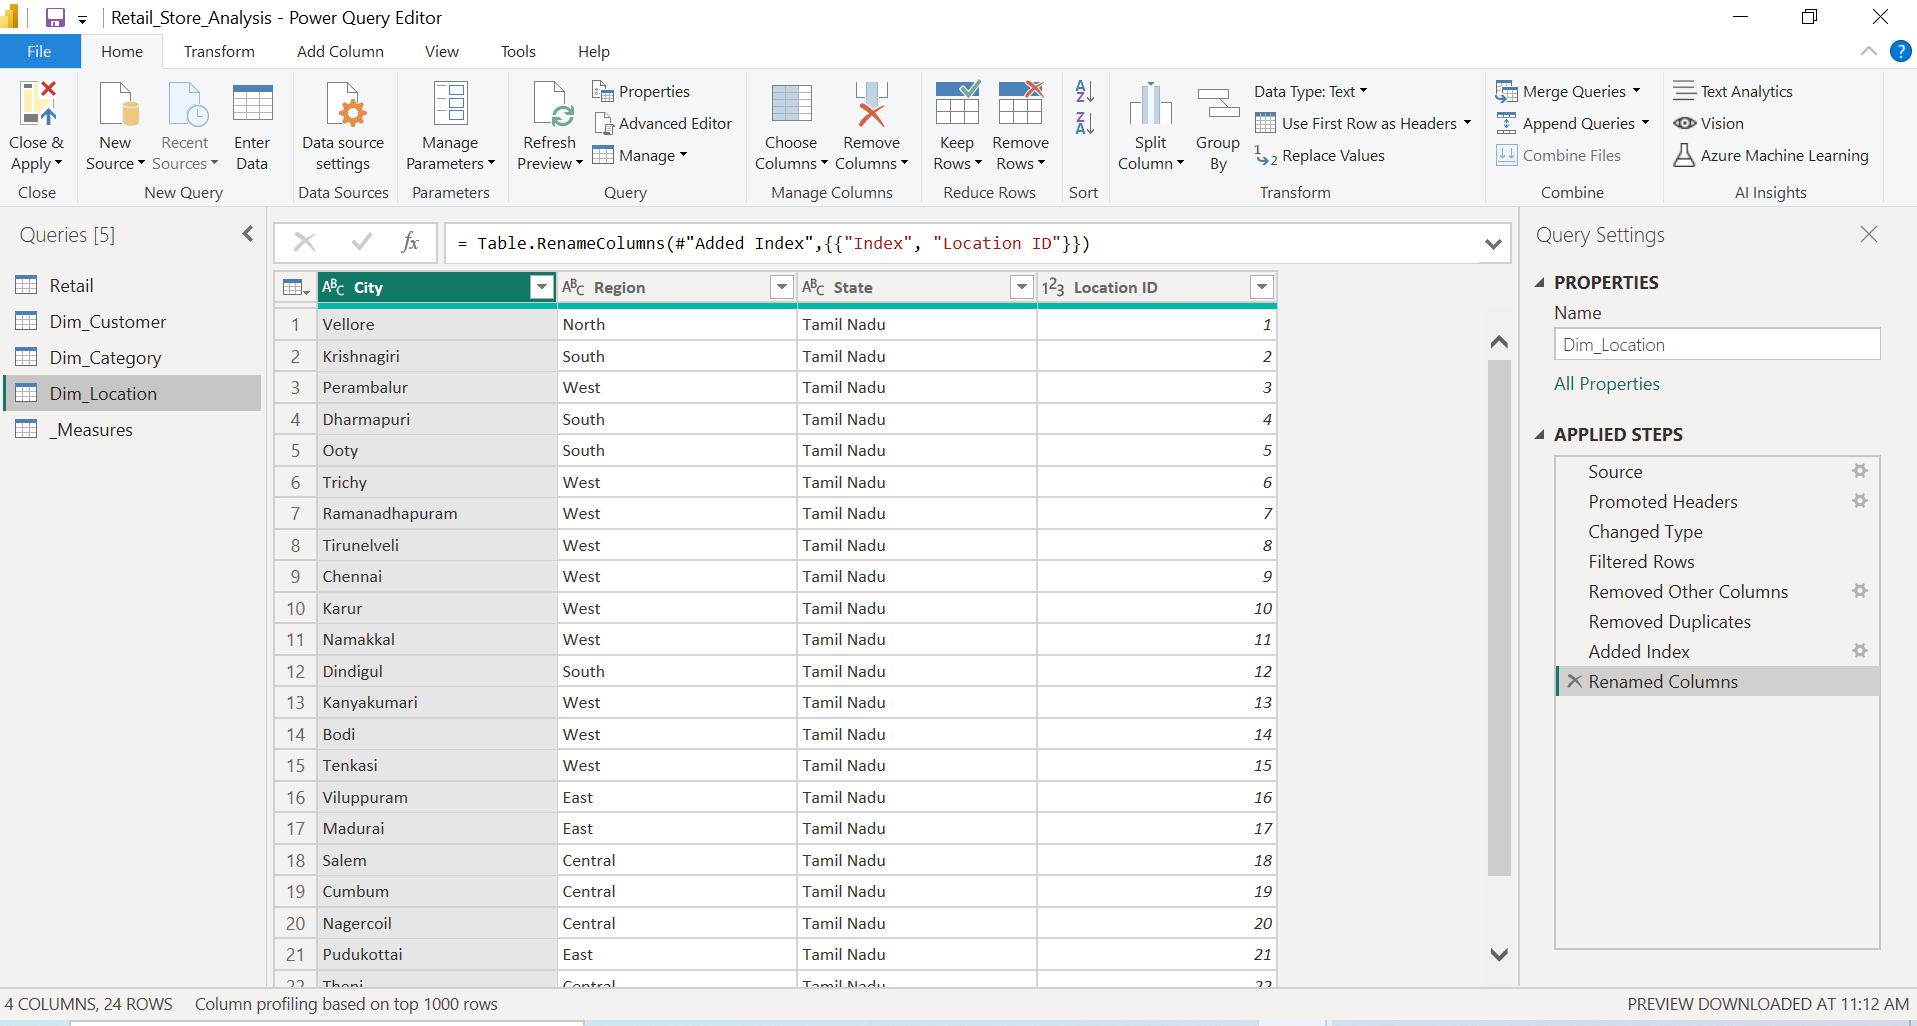 Retail_Store_Analysis - Power Query Editor
File Home Transform Add Column View Tools Help
Close & Apply
Close
New Source
Recent Sources
Enter Data
New Query
Data source settings
Data Sources
Manage Parameters
Parameters
Refresh Preview
Properties
Advanced Editor
Manage
Query
Choose Columns
Remove Columns
Manage Columns
Keep Rows
Remove Rows
Reduce Rows
Sort
Split Column
Group By
Data Type: Text
Use First Row as Headers
Replace Values
Transform
Merge Queries
Append Queries
Combine Files
Combine
Text Analytics
Vision
Azure Machine Learning
AI Insights
Queries [5]
Retail
Dim_Customer
Dim_Category
Dim_Location
_Measures
fx = Table.RenameColumns(#"Added Index",{{"Index", "Location ID"}})
ABC City ABC Region ABC State 123 Location ID
1 Vellore North Tamil Nadu 1
2 Krishnagiri South Tamil Nadu 2
3 Perambalur West Tamil Nadu 3
4 Dharmapuri South Tamil Nadu 4
5 Ooty South Tamil Nadu 5
6 Trichy West Tamil Nadu 6
7 Ramanadhapuram West Tamil Nadu 7
8 Tirunelveli West Tamil Nadu 8
9 Chennai West Tamil Nadu 9
10 Karur West Tamil Nadu 10
11 Namakkal West Tamil Nadu 11
12 Dindigul South Tamil Nadu 12
13 Kanyakumari West Tamil Nadu 13
14 Bodi West Tamil Nadu 14
15 Tenkasi West Tamil Nadu 15
16 Viluppuram East Tamil Nadu 16
17 Madurai East Tamil Nadu 17
18 Salem Central Tamil Nadu 18
19 Cumbum Central Tamil Nadu 19
20 Nagercoil Central Tamil Nadu 20
21 Pudukottai East Tamil Nadu 21
22 Theni Central Tamil Nadu 22
Query Settings
PROPERTIES
Name
Dim_Location
All Properties
APPLIED STEPS
Source
Promoted Headers
Changed Type
Filtered Rows
Removed Other Columns
Removed Duplicates
Added Index
Renamed Columns
4 COLUMNS, 24 ROWS Column profiling based on top 1000 rows
PREVIEW DOWNLOADED AT 11:12 AM